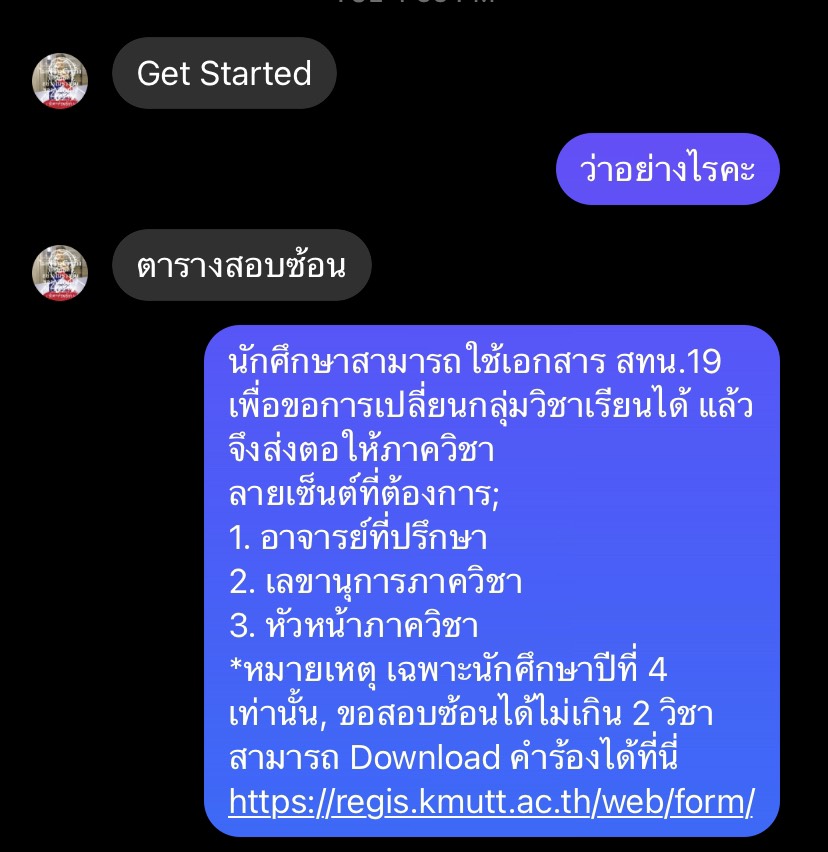 Get Started
ว่าอย่างไรคะ
ตารางสอบซ้อน
นักศึกษาสามารถใช้เอกสาร สทน.19
เพื่อขอการเปลี่ยนกลุ่มวิชาเรียนได้ แล้ว
จึงส่งตอให้ภาควิชา
ลายเซ็นต์ที่ต้องการ;
1. อาจารย์ที่ปรึกษา
2. เลขานุการภาควิชา
3. หัวหน้าภาควิชา
*หมายเหตุ เฉพาะนักศึกษาปีที่ 4
เท่านั้น, ขอสอบซ้อนได้ไม่เกิน 2 วิชา
สามารถ Download คำร้องได้ที่นี่
https://regis.kmutt.ac.th/web/form/